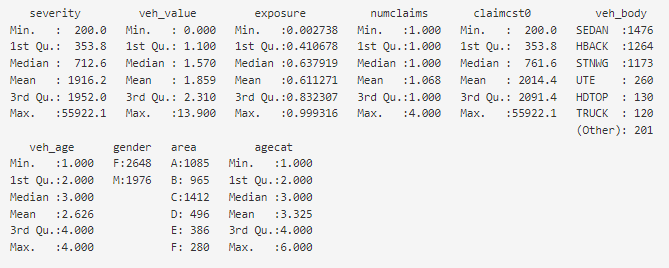 severity veh_value exposure numclaims claimcst0 veh_body
Min. : 200.0 Min. : 0.000 Min. :0.002738 Min. :1.000 Min. : 200.0 SEDAN :1476
1st Qu.: 353.8 1st Qu.: 1.100 1st Qu.:0.410678 1st Qu.:1.000 1st Qu.: 353.8 HBACK :1264
Median : 712.6 Median : 1.570 Median :0.637919 Median :1.000 Median : 761.6 STNWG :1173
Mean : 1916.2 Mean : 1.859 Mean :0.611271 Mean :1.068 Mean : 2014.4 UTE : 260
3rd Qu.: 1952.0 3rd Qu.: 2.310 3rd Qu.:0.832307 3rd Qu.:1.000 3rd Qu.: 2091.4 HDTOP : 130
Max. :55922.1 Max. :13.900 Max. :0.999316 Max. :4.000 Max. :55922.1 TRUCK : 120
(Other): 201
veh_age gender area agecat
Min. :1.000 F:2648 A:1085 Min. :1.000
1st Qu.:2.000 M:1976 B: 965 1st Qu.:2.000
Median :3.000 C:1412 Median :3.000
Mean :2.626 D: 496 Mean :3.325
3rd Qu.:4.000 E: 386 3rd Qu.:4.000
Max. :4.000 F: 280 Max. :6.000